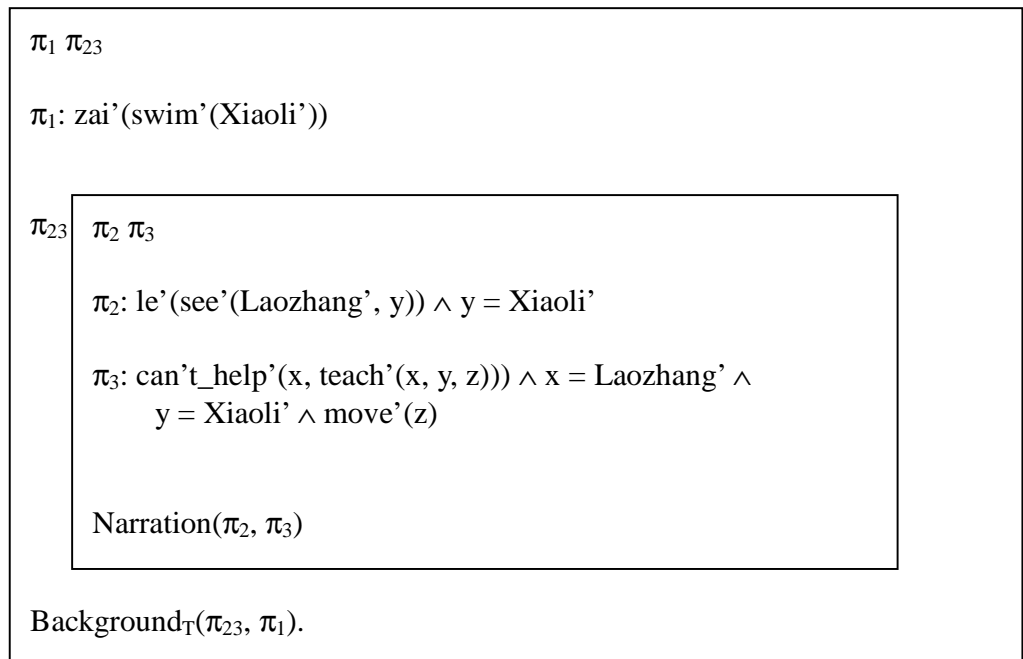 π₁ π₂₃
π₁: zai’(swim’(Xiaoli’))
π₂₃
π₂ π₃
π₂: le’(see’(Laozhang’, y)) ∧ y = Xiaoli’
π₃: can’t_help’(x, teach’(x, y, z))) ∧ x = Laozhang’ ∧
y = Xiaoli’ ∧ move’(z)
Narration(π₂, π₃)
Background_T(π₂₃, π₁).